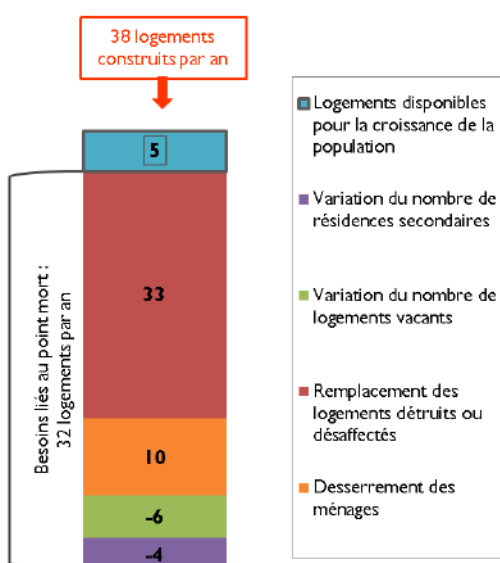 38 logements
construits par an
5
33
10
-6
-4
Besoins liés au point mort :
32 logements par an
Logements disponibles
pour la croissance de la
population
Variation du nombre de
résidences secondaires
Variation du nombre de
logements vacants
Remplacement des
logements détruits ou
désaffectés
Desserrement des
ménages